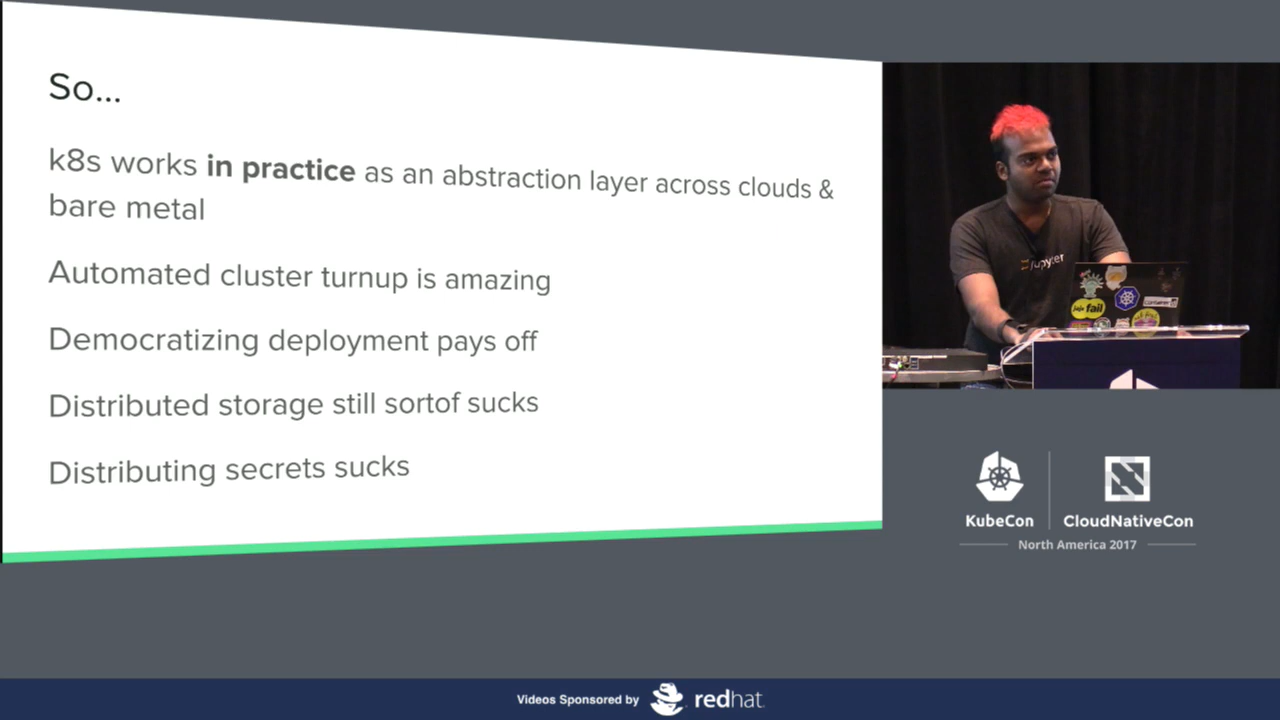 So...
k8s works in practice as an abstraction layer across clouds &
bare metal
Automated cluster turnup is amazing
Democratizing deployment pays off
Distributed storage still sortof sucks
Distributing secrets sucks
Jupyter
fail
KubeCon
CloudNativeCon
North America 2017
Videos Sponsored by redhat